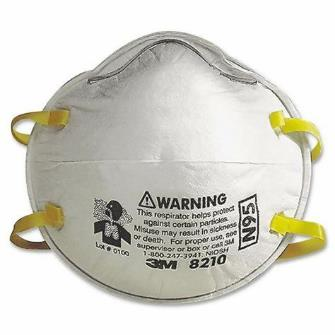 WARNING
This respirator helps protect
against certain particles.
Misuse may result in sickness
or death. For proper use, see
supervisor or box or call 3M
1-800-247-3941. NIOSH
3M 8210
N95
Lot # 0100